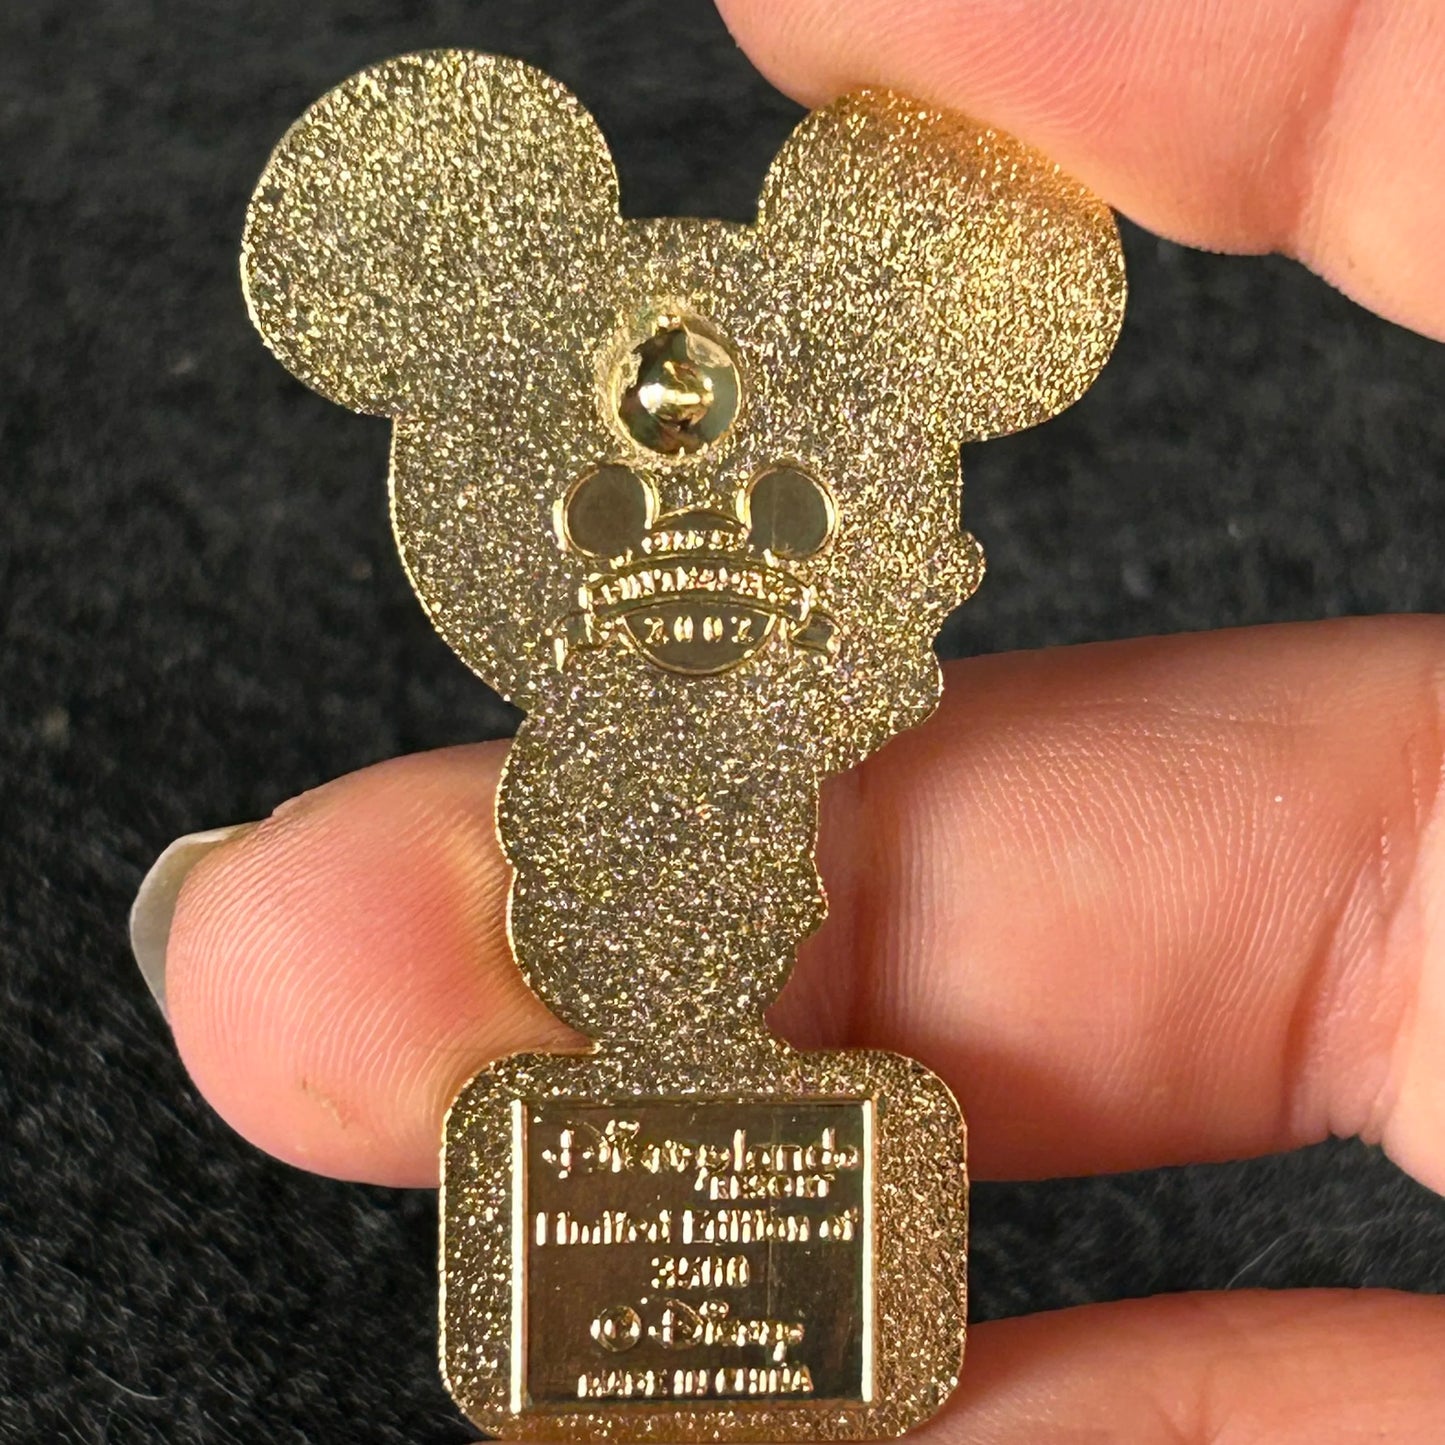 2002
Disneyland
RESORT
Limited Edition of
3500
© Disney
MADE IN CHINA